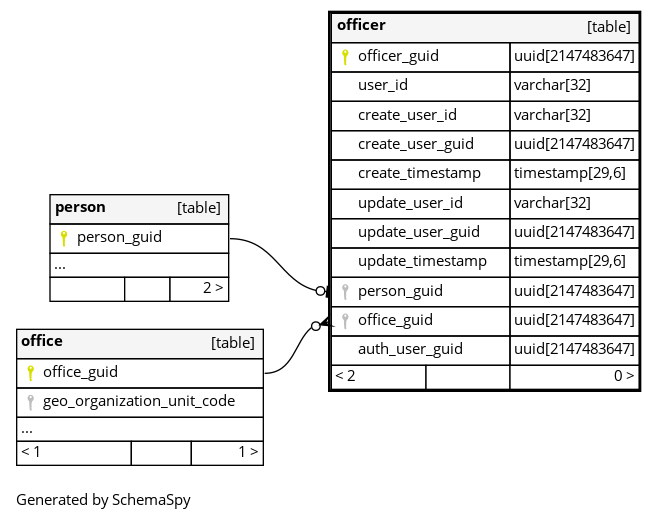 officer [table]
officer_guid uuid[2147483647]
user_id varchar[32]
create_user_id varchar[32]
create_user_guid uuid[2147483647]
create_timestamp timestamp[29,6]
update_user_id varchar[32]
update_user_guid uuid[2147483647]
update_timestamp timestamp[29,6]
person_guid uuid[2147483647]
office_guid uuid[2147483647]
auth_user_guid uuid[2147483647]
< 2 0 >
person [table]
person_guid
...
2 >
office [table]
office_guid
geo_organization_unit_code
...
< 1 1 >
Generated by SchemaSpy